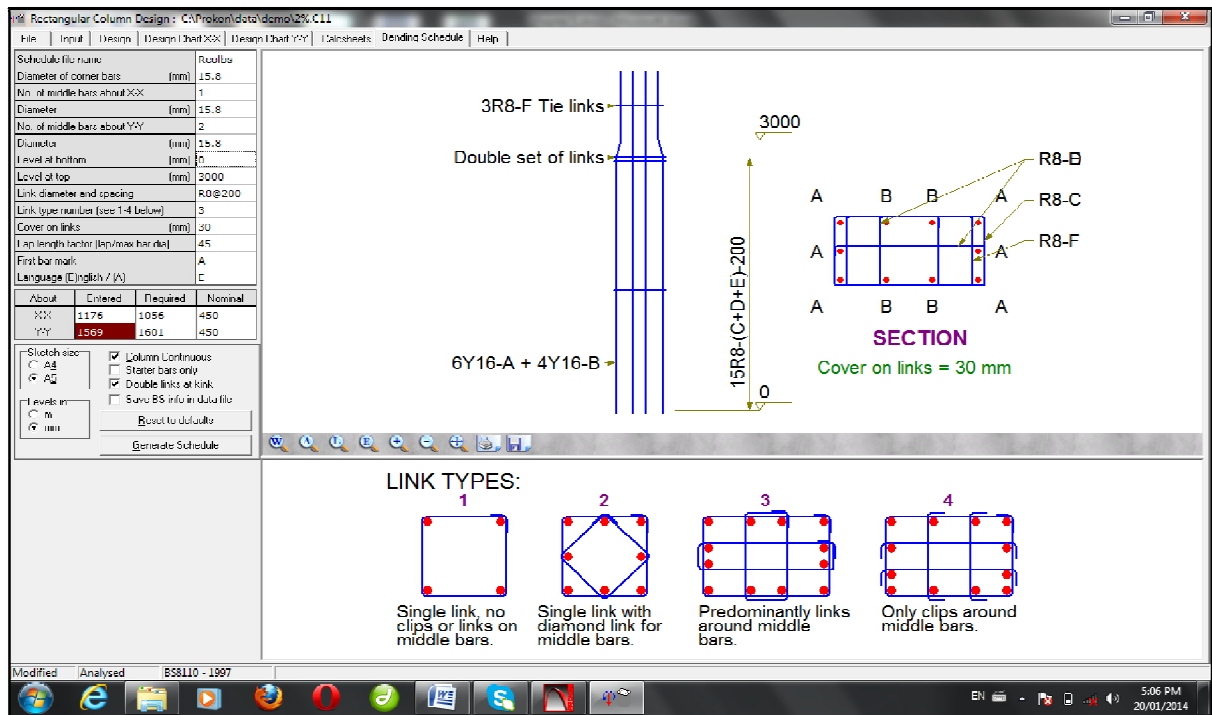 Rectangular Column Design : C:\Prokon\data\demo\2%.C11
File Input Design Design Chart X-X Design Chart Y-Y Calcsheets Bending Schedule Help
Schedule file name Rcolbs
Diameter of corner bars (mm) 15.8
No. of middle bars about X-X 1
Diameter (mm) 15.8
No. of middle bars about Y-Y 2
Diameter (mm) 15.8
Level at bottom (mm) 0
Level at top (mm) 3000
Link diameter and spacing R8@200
Link type number (see 1-4 below) 3
Cover on links (mm) 30
Lap length factor (lap/max bar dia) 45
First bar mark A
Language (E)nglish / (A) E
About Entered Required Nominal
X-X 1176 1056 450
Y-Y 1569 1601 450
Sketch size
A4
A5
Levels in
m
mm
Column Continuous
Starter bars only
Double links at kink
Save BS info in data file
Reset to defaults
Generate Schedule
3R8-F Tie links
Double set of links
6Y16-A + 4Y16-B
3000
15R8-(C+D+E)-200
0
A B B A
A A
A B B A
R8-C
R8-F
SECTION
Cover on links = 30 mm
W A L E
LINK TYPES:
1 2 3 4
Single link, no
clips or links on
middle bars.
Single link with
diamond link for
middle bars.
Predominantly links
around middle
bars.
Only clips around
middle bars.
Modified Analysed BS8110 - 1997
EN
5:06 PM
20/01/2014